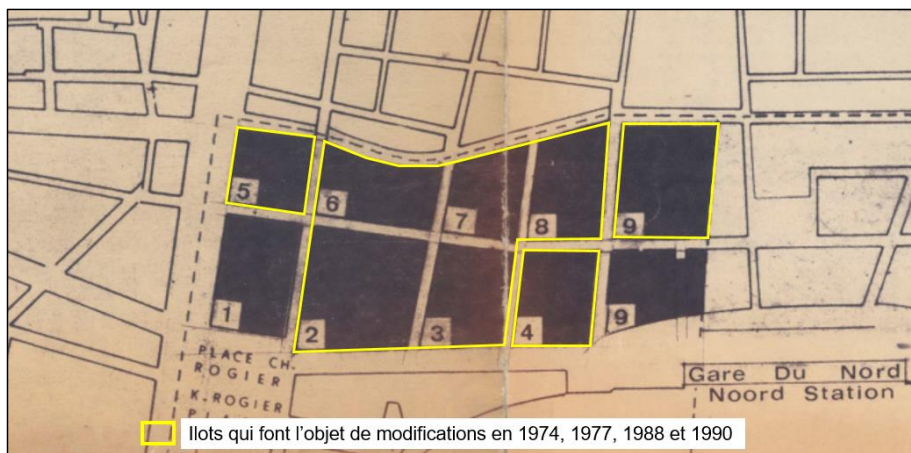 5
6
7
8
9
1
2
3
4
9
PLACE CH.
ROGIER
K. ROGIER
Gare Du Nord
Noord Station
Ilots qui font l'objet de modifications en 1974, 1977, 1988 et 1990